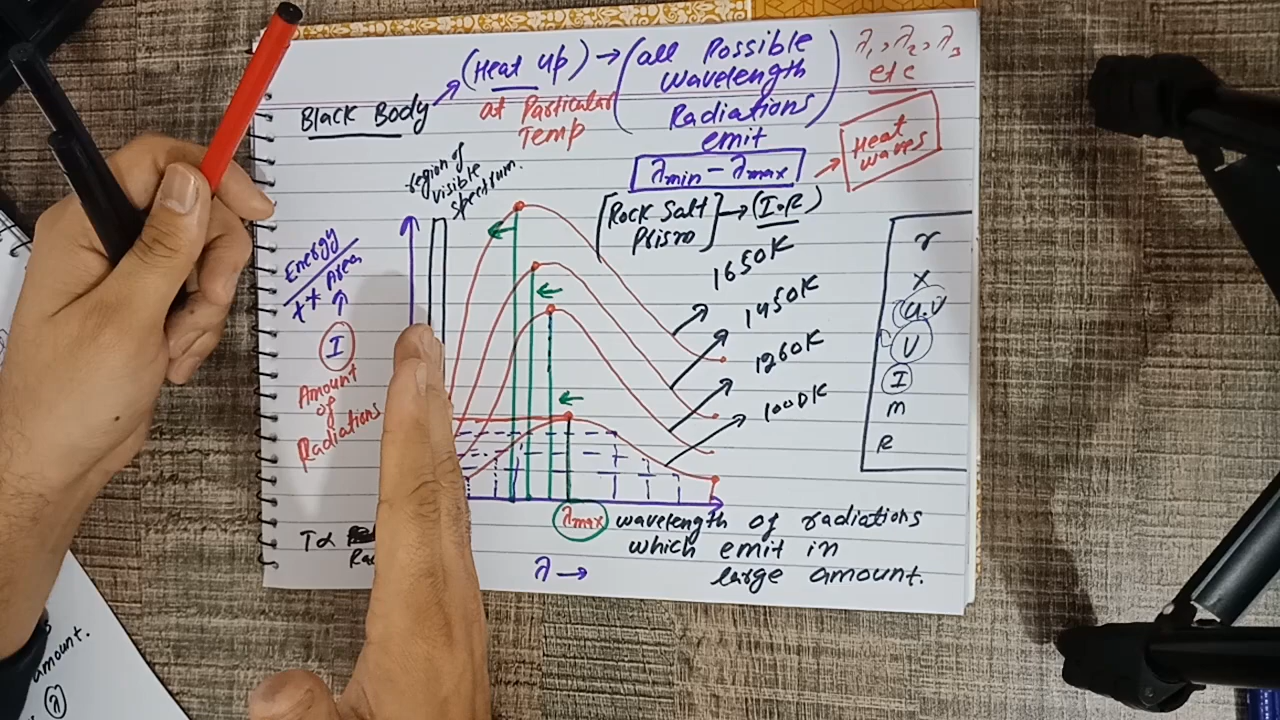 (Heat up) → (all Possible
Wavelength
Radiations
emit
λ₁, λ₂, λ₃
etc
Black Body
at Particular
Temp
λmin - λmax
Heat
waves
region of
visible
spectrum.
[Rock Salt
Prism] → (I.R)
Energy
Area
I
Amount
of
Radiations
1650K
1450K
1260K
1000K
γ
X
U.V
V
I
m
R
λmax wavelength of radiations
which emit in
large amount.
T∝
λ →
amount.
(λ)